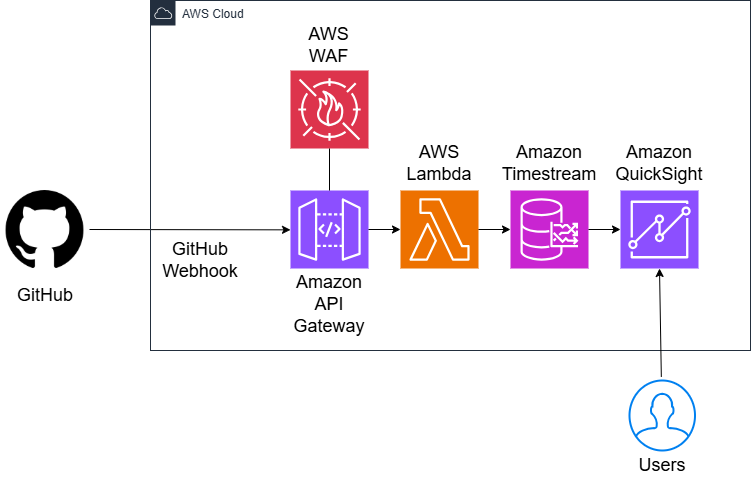 AWS Cloud
AWS
WAF
AWS
Lambda
Amazon
Timestream
Amazon
QuickSight
GitHub
Webhook
GitHub
Amazon
API
Gateway
Users